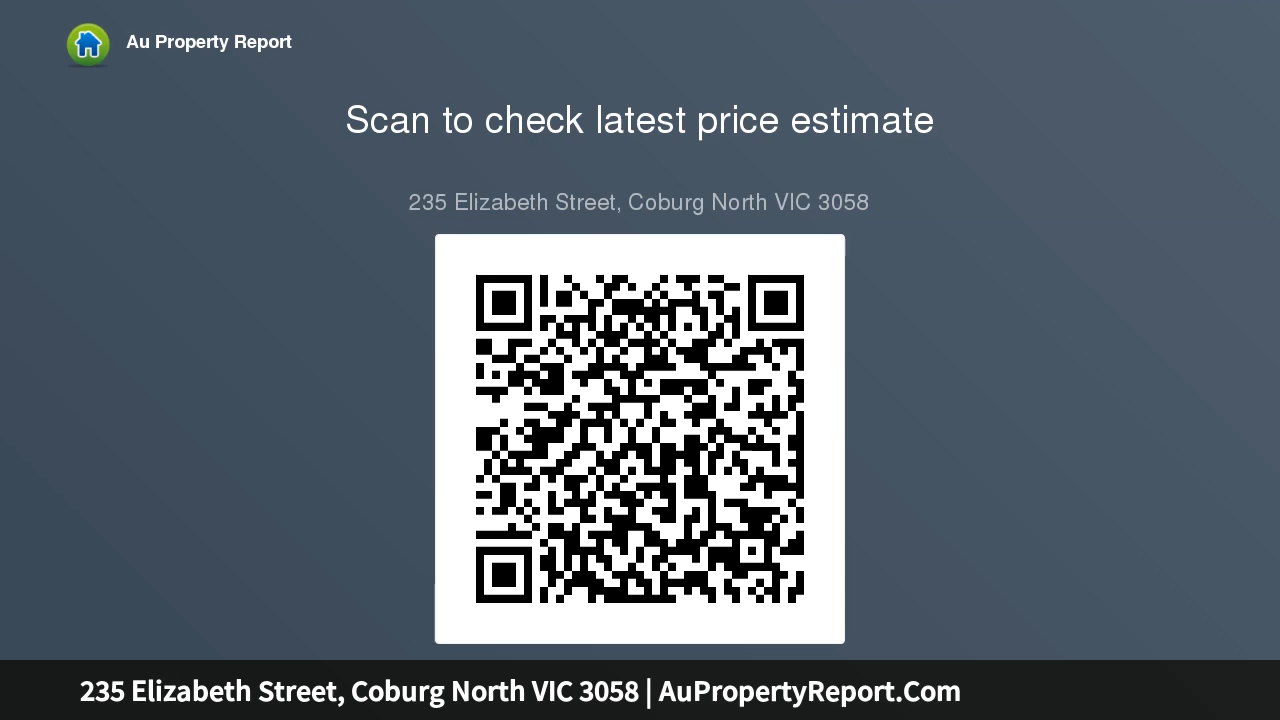 Au Property Report
Scan to check latest price estimate
235 Elizabeth Street, Coburg North VIC 3058
235 Elizabeth Street, Coburg North VIC 3058 | AuPropertyReport.Com